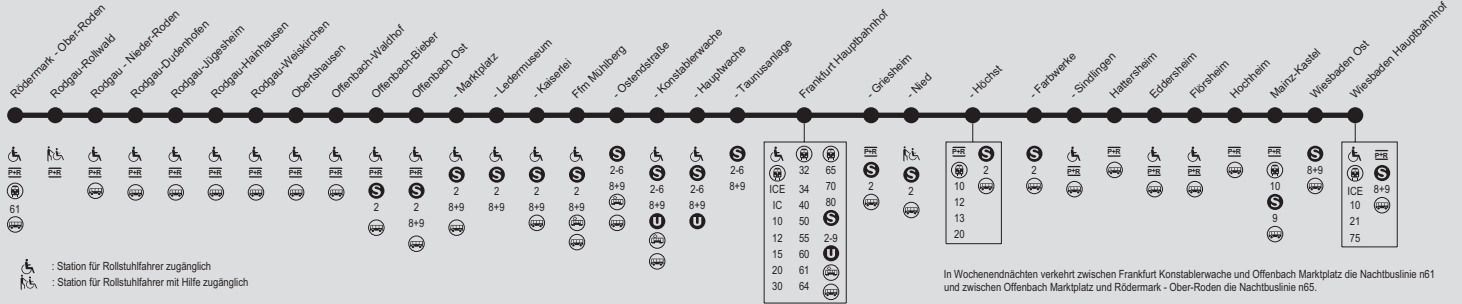 Rödermark - Ober-Roden
Rodgau-Rollwald
Rodgau - Nieder-Roden
Rodgau-Dudenhofen
Rodgau-Jügesheim
Rodgau-Hainhausen
Rodgau-Weiskirchen
Obertshausen
Offenbach-Waldhof
Offenbach-Bieber
Offenbach Ost
- Marktplatz
- Ledermuseum
- Kaiserlei
Ffm Mühlberg
- Ostendstraße
- Konstablerwache
- Hauptwache
- Taunusanlage
Frankfurt Hauptbahnhof
- Griesheim
- Nied
- Höchst
- Farbwerke
- Sindlingen
Hattersheim
Eddersheim
Flörsheim
Hochheim
Mainz-Kastel
Wiesbaden Ost
Wiesbaden Hauptbahnhof
P+R
61
P+R
P+R
P+R
P+R
P+R
P+R
P+R
P+R
P+R
S
2
P+R
S
2
8+9
S
2
8+9
S
2
8+9
S
2
8+9
S
2
8+9
S
2-6
8+9
S
2-6
8+9
U
S
2-6
8+9
U
S
2-6
8+9
ICE
IC
10
12
15
20
30
32
34
40
50
55
60
61
64
65
70
80
S
2-9
U
P+R
S
2
S
2
P+R
10
12
13
20
S
2
S
2
P+R
P+R
P+R
P+R
P+R
P+R
10
S
9
S
8+9
ICE
10
21
75
P+R
S
8+9
: Station für Rollstuhlfahrer zugänglich
: Station für Rollstuhlfahrer mit Hilfe zugänglich
In Wochenendnächten verkehrt zwischen Frankfurt Konstablerwache und Offenbach Marktplatz die Nachtbuslinie n61
und zwischen Offenbach Marktplatz und Rödermark - Ober-Roden die Nachtbuslinie n65.